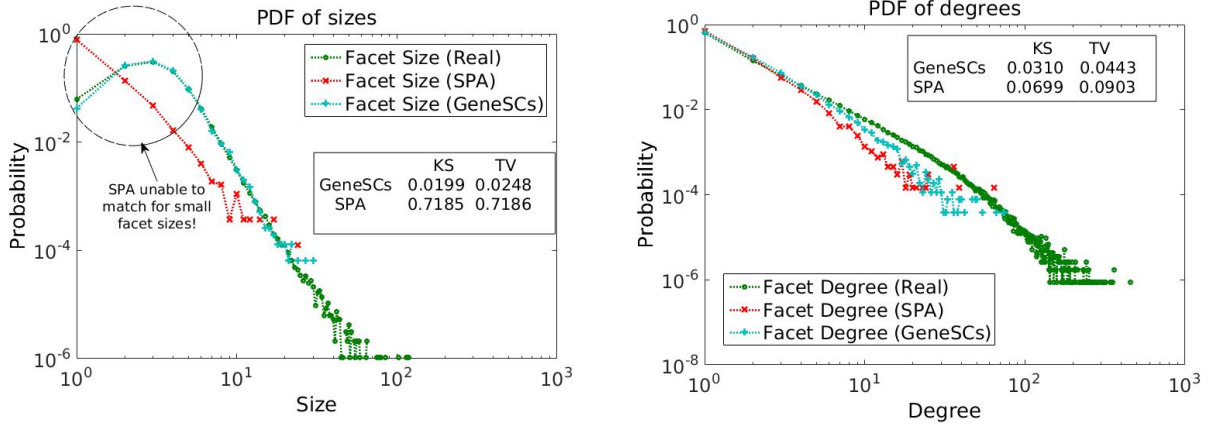 PDF of sizes
10^0
10^-2
10^-4
10^-6
10^0
10^1
10^2
10^3
Probability
Size
Facet Size (Real)
Facet Size (SPA)
Facet Size (GeneSCs)
KS TV
GeneSCs 0.0199 0.0248
SPA 0.7185 0.7186
SPA unable to
match for small
facet sizes!
PDF of degrees
10^0
10^-2
10^-4
10^-6
10^-8
10^0
10^1
10^2
10^3
Probability
Degree
KS TV
GeneSCs 0.0310 0.0443
SPA 0.0699 0.0903
Facet Degree (Real)
Facet Degree (SPA)
Facet Degree (GeneSCs)